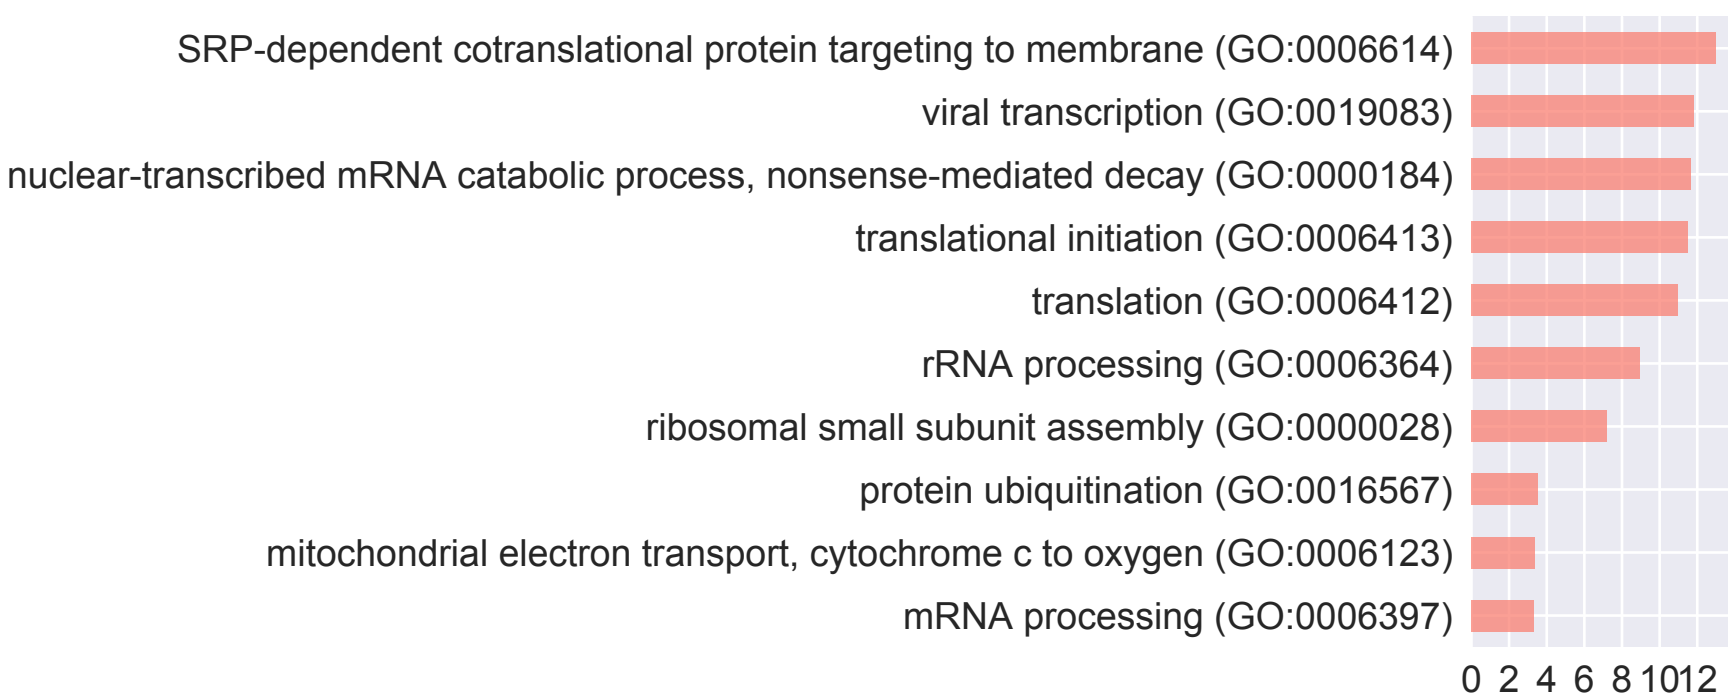 SRP-dependent cotranslational protein targeting to membrane (GO:0006614)
viral transcription (GO:0019083)
nuclear-transcribed mRNA catabolic process, nonsense-mediated decay (GO:0000184)
translational initiation (GO:0006413)
translation (GO:0006412)
rRNA processing (GO:0006364)
ribosomal small subunit assembly (GO:0000028)
protein ubiquitination (GO:0016567)
mitochondrial electron transport, cytochrome c to oxygen (GO:0006123)
mRNA processing (GO:0006397)
0 2 4 6 8 10 12